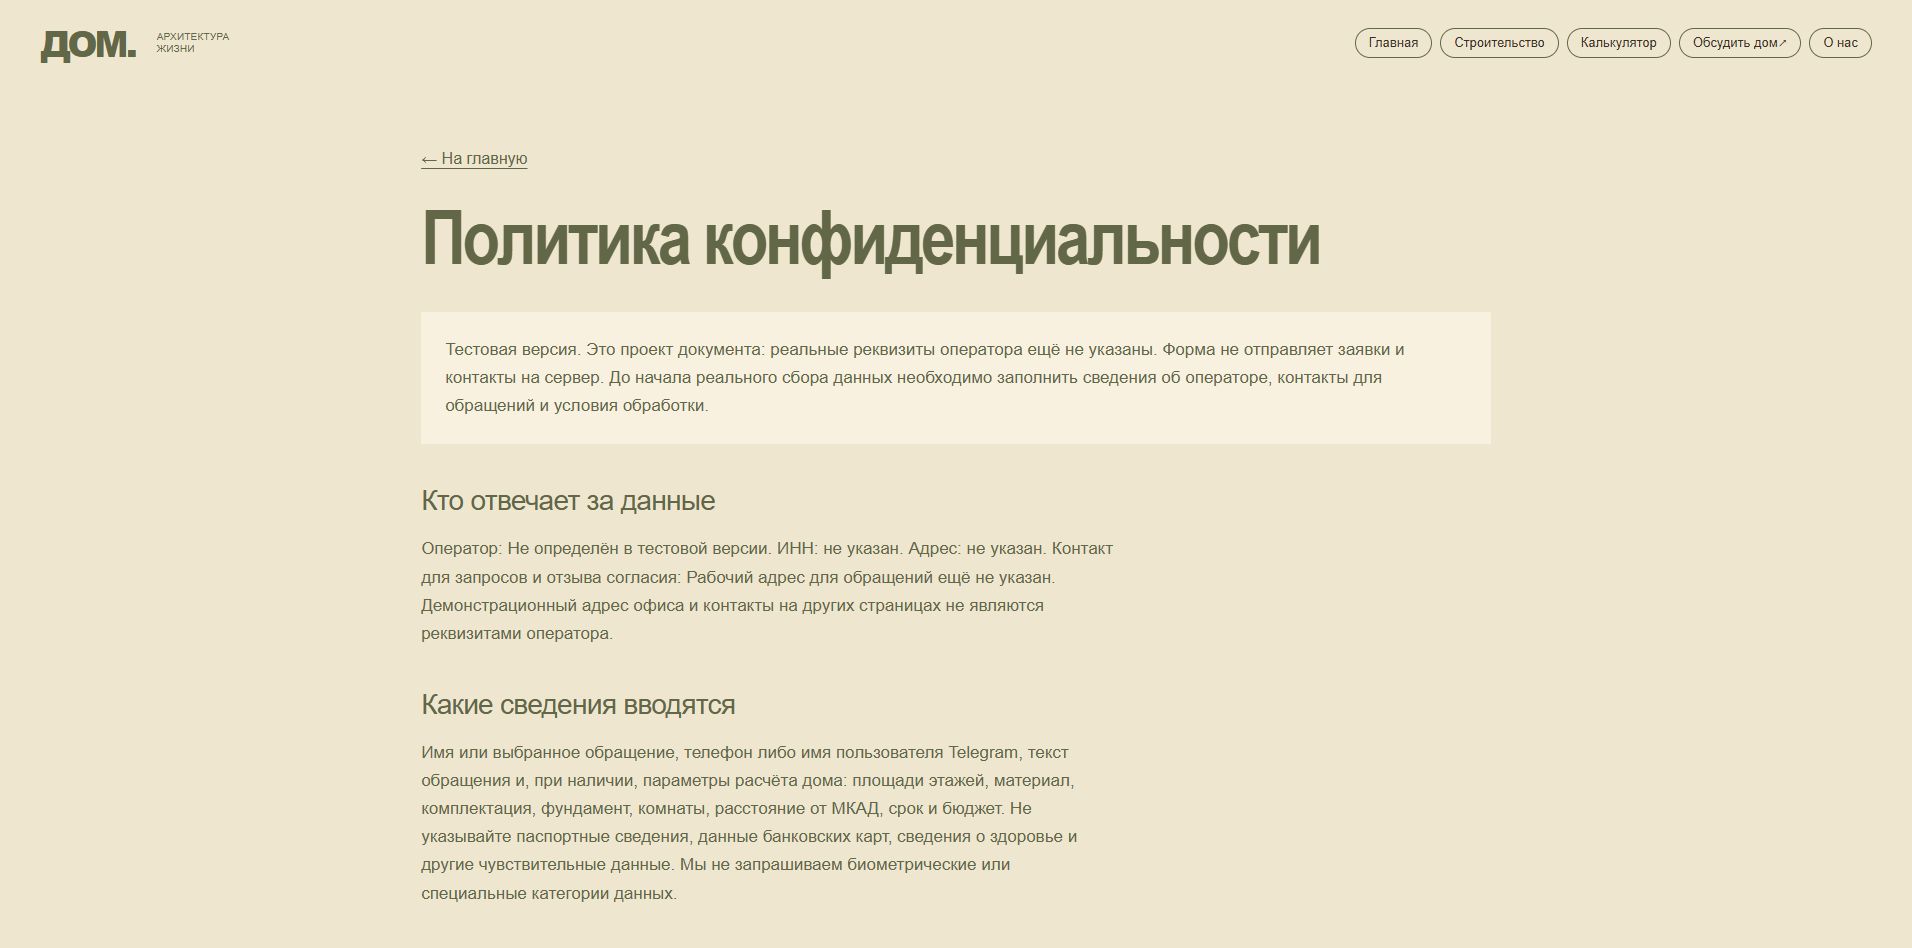 ДОМ.
АРХИТЕКТУРА
ЖИЗНИ
Главная
Строительство
Калькулятор
Обсудить дом↗
О нас
← На главную
Политика конфиденциальности
Тестовая версия. Это проект документа: реальные реквизиты оператора ещё не указаны. Форма не отправляет заявки и
контакты на сервер. До начала реального сбора данных необходимо заполнить сведения об операторе, контакты для
обращений и условия обработки.
Кто отвечает за данные
Оператор: Не определён в тестовой версии. ИНН: не указан. Адрес: не указан. Контакт
для запросов и отзыва согласия: Рабочий адрес для обращений ещё не указан.
Демонстрационный адрес офиса и контакты на других страницах не являются
реквизитами оператора.
Какие сведения вводятся
Имя или выбранное обращение, телефон либо имя пользователя Telegram, текст
обращения и, при наличии, параметры расчёта дома: площади этажей, материал,
комплектация, фундамент, комнаты, расстояние от МКАД, срок и бюджет. Не
указывайте паспортные сведения, данные банковских карт, сведения о здоровье и
другие чувствительные данные. Мы не запрашиваем биометрические или
специальные категории данных.